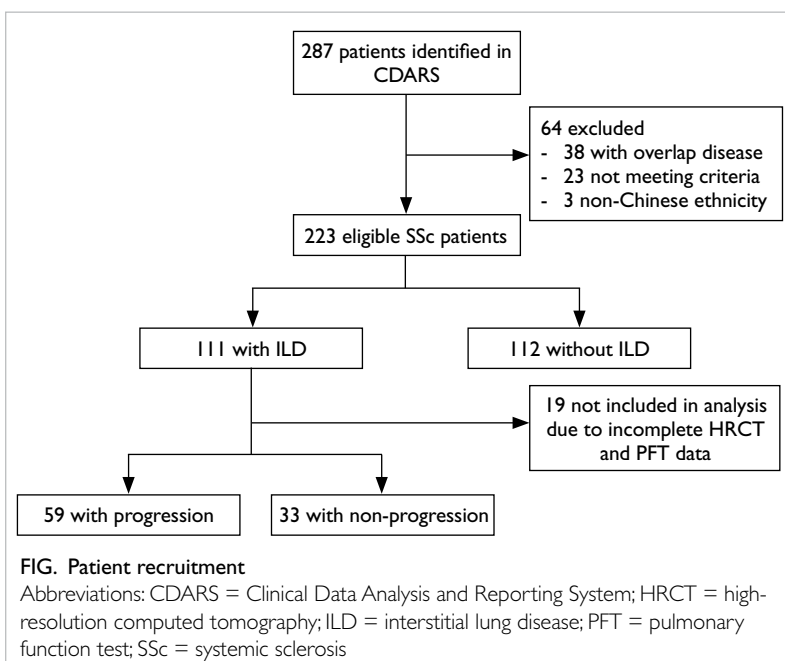 287 patients identified in
CDARS
64 excluded
- 38 with overlap disease
- 23 not meeting criteria
- 3 non-Chinese ethnicity
223 eligible SSc patients
111 with ILD
112 without ILD
19 not included in analysis
due to incomplete HRCT
and PFT data
59 with progression
33 with non-progression
FIG. Patient recruitment
Abbreviations: CDARS = Clinical Data Analysis and Reporting System; HRCT = high-
resolution computed tomography; ILD = interstitial lung disease; PFT = pulmonary
function test; SSc = systemic sclerosis